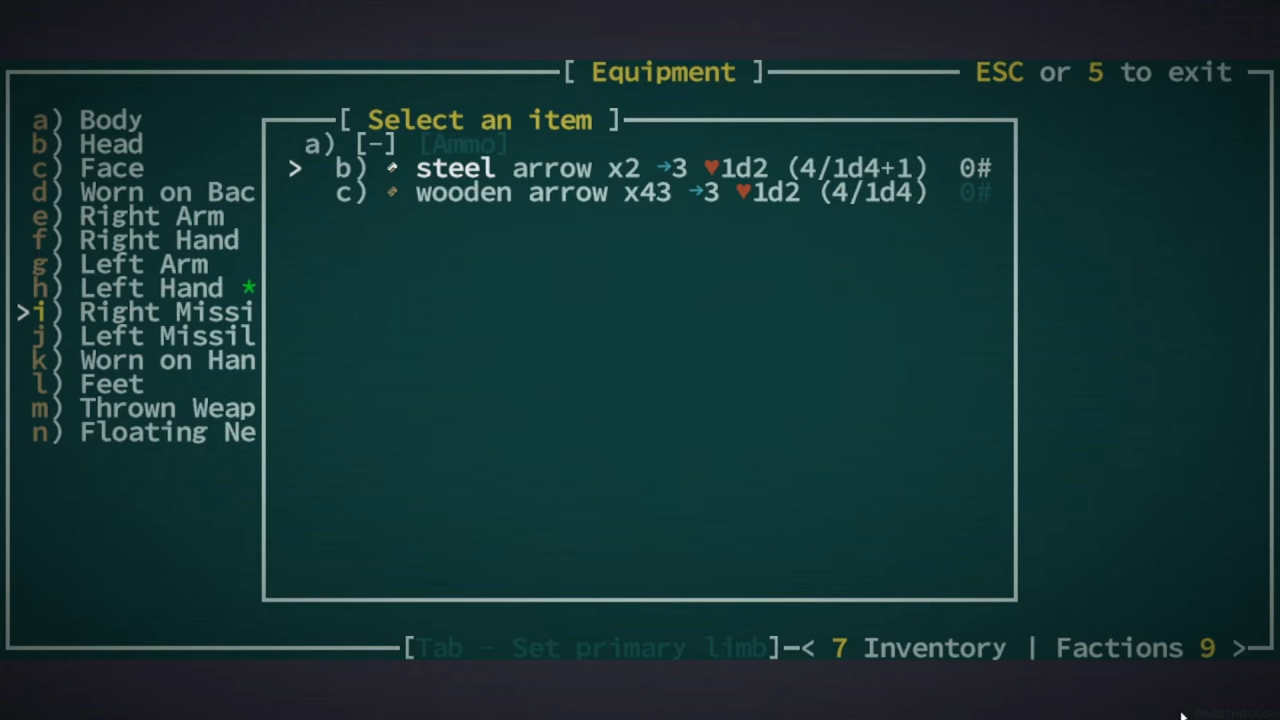 [ Equipment ] ESC or 5 to exit
a) Body
b) Head
c) Face
d) Worn on Bac
e) Right Arm
f) Right Hand
g) Left Arm
h) Left Hand *
>i) Right Missi
j) Left Missil
k) Worn on Han
l) Feet
m) Thrown Weap
n) Floating Ne
[ Select an item ]
a) [-] [Ammo]
> b) steel arrow x2 →3 ♥1d2 (4/1d4+1) 0#
c) wooden arrow x43 →3 ♥1d2 (4/1d4) 0#
[Tab - Set primary limb] < 7 Inventory | Factions 9 >